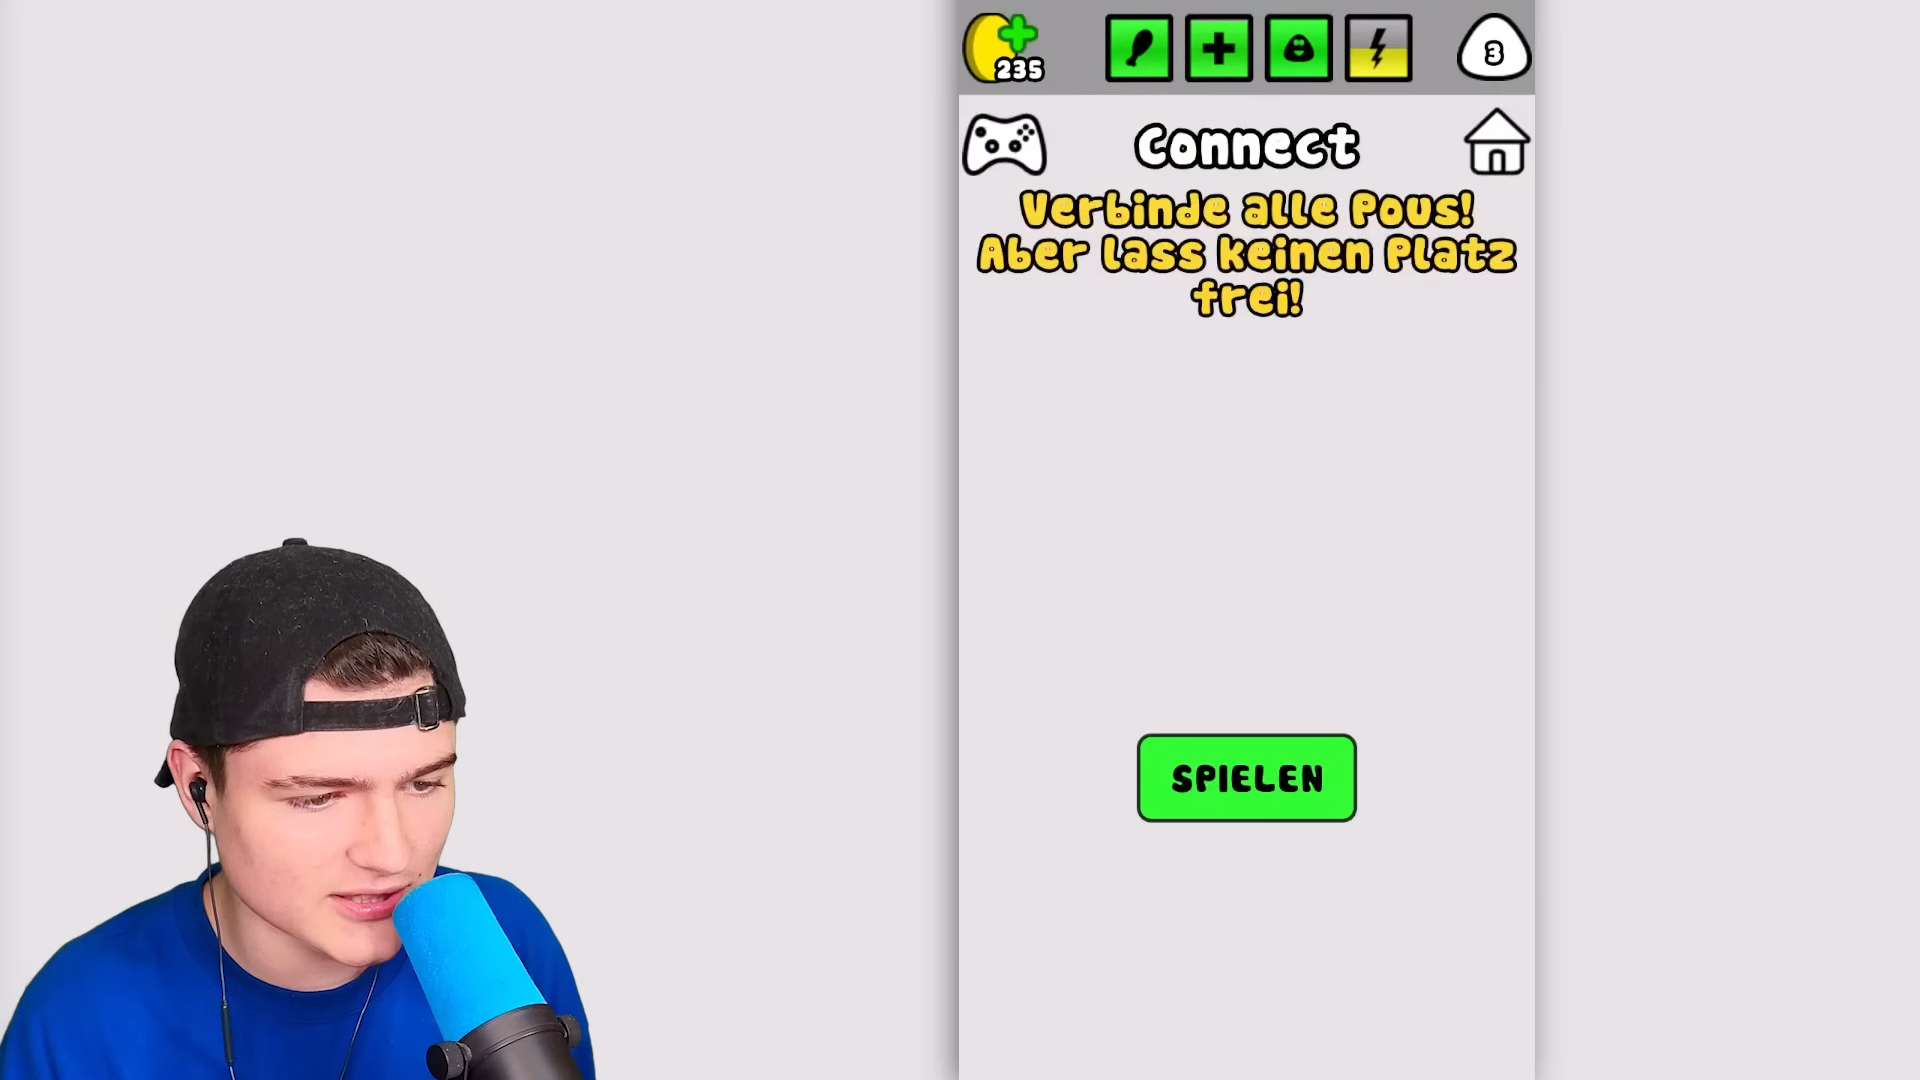 235
3
Connect
Verbinde alle Pous!
Aber lass keinen Platz
frei!
SPIELEN